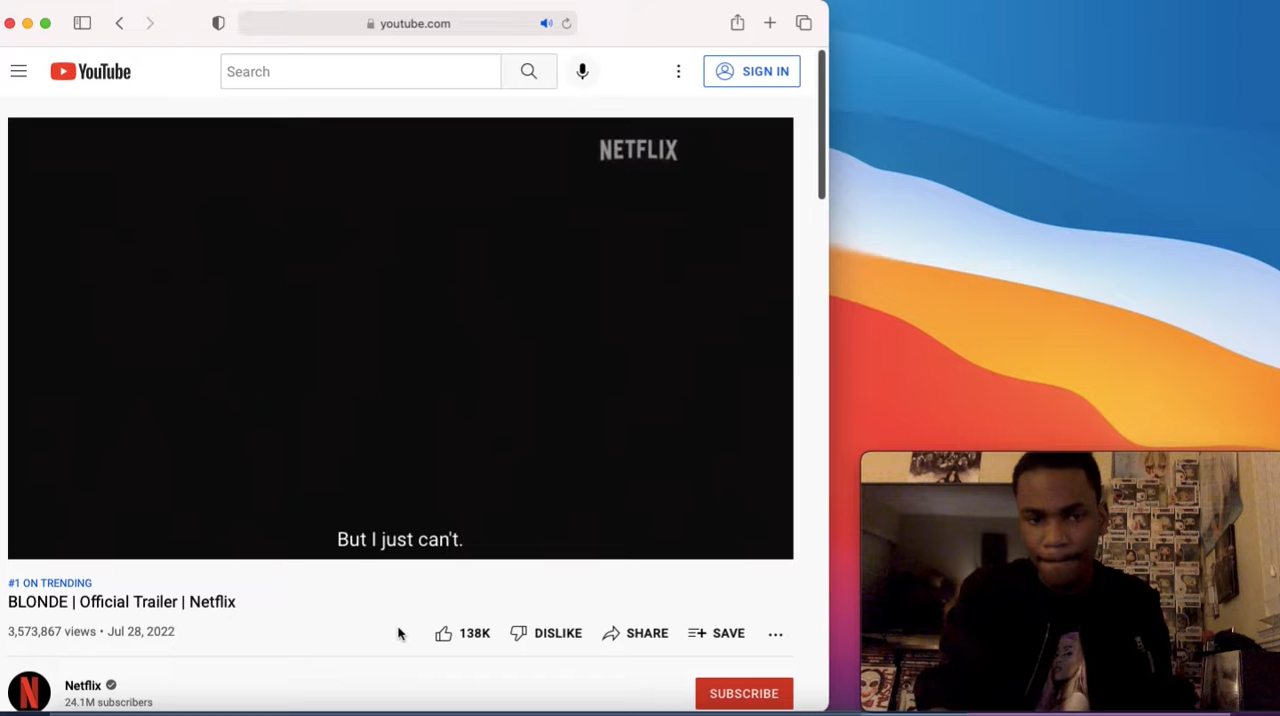 youtube.com
YouTube
Search
SIGN IN
NETFLIX
But I just can't.
#1 ON TRENDING
BLONDE | Official Trailer | Netflix
3,573,867 views • Jul 28, 2022
138K
DISLIKE
SHARE
SAVE
N
Netflix
24.1M subscribers
SUBSCRIBE